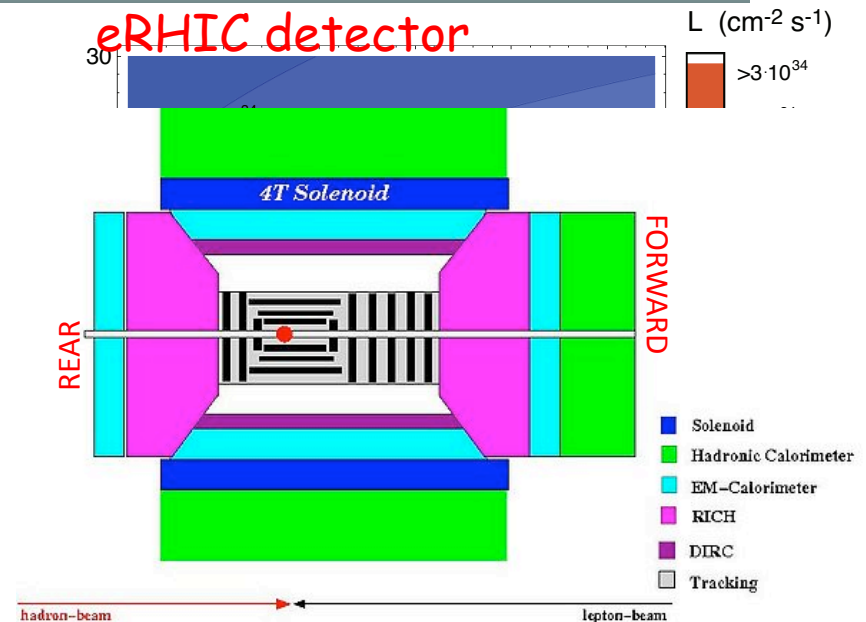 eRHIC detector
L (cm-2 s-1)
30
>3·10^34
4T Solenoid
REAR
FORWARD
Solenoid
Hadronic Calorimeter
EM-Calorimeter
RICH
DIRC
Tracking
hadron-beam
lepton-beam